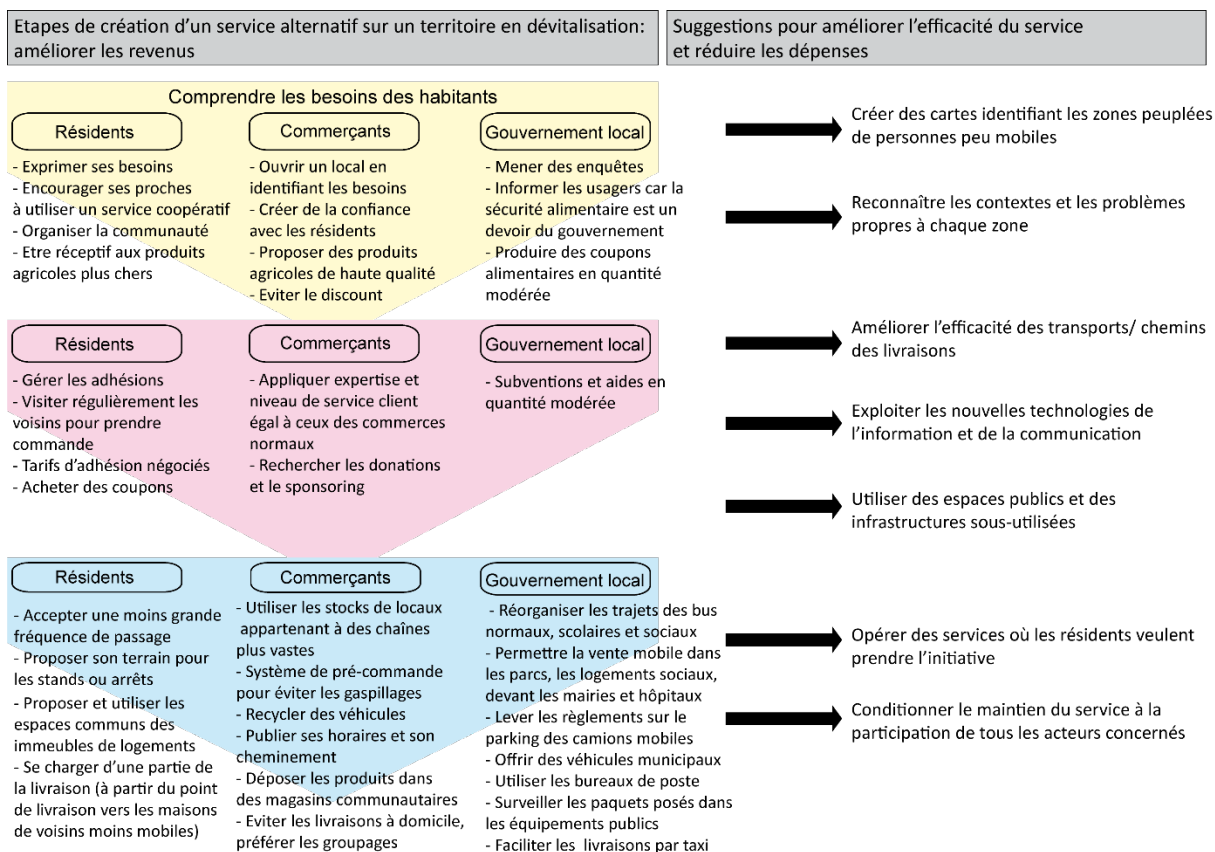 Etapes de création d'un service alternatif sur un territoire en dévitalisation:
améliorer les revenus
Suggestions pour améliorer l'efficacité du service
et réduire les dépenses
Comprendre les besoins des habitants
Résidents
- Exprimer ses besoins
- Encourager ses proches
à utiliser un service coopératif
- Organiser la communauté
- Etre réceptif aux produits
agricoles plus chers
Commerçants
- Ouvrir un local en
identifiant les besoins
- Créer de la confiance
avec les résidents
- Proposer des produits
agricoles de haute qualité
- Eviter le discount
Gouvernement local
- Mener des enquêtes
- Informer les usagers car la
sécurité alimentaire est un
devoir du gouvernement
- Produire des coupons
alimentaires en quantité
modérée
Résidents
- Gérer les adhésions
- Visiter régulièrement les
voisins pour prendre
commande
- Tarifs d'adhésion négociés
- Acheter des coupons
Commerçants
- Appliquer expertise et
niveau de service client
égal à ceux des commerces
normaux
- Rechercher les donations
et le sponsoring
Gouvernement local
- Subventions et aides en
quantité modérée
Résidents
- Accepter une moins grande
fréquence de passage
- Proposer son terrain pour
les stands ou arrêts
- Proposer et utiliser les
espaces communs des
immeubles de logements
- Se charger d'une partie de
la livraison (à partir du point
de livraison vers les maisons
de voisins moins mobiles)
Commerçants
- Utiliser les stocks de locaux
appartenant à des chaînes
plus vastes
- Système de pré-commande
pour éviter les gaspillages
- Recycler des véhicules
- Publier ses horaires et son
cheminement
- Déposer les produits dans
des magasins communautaires
- Eviter les livraisons à domicile,
préférer les groupages
Gouvernement local
- Réorganiser les trajets des bus
normaux, scolaires et sociaux
- Permettre la vente mobile dans
les parcs, les logements sociaux,
devant les mairies et hôpitaux
- Lever les règlements sur le
parking des camions mobiles
- Offrir des véhicules municipaux
- Utiliser les bureaux de poste
- Surveiller les paquets posés dans
les équipements publics
- Faciliter les livraisons par taxi
Créer des cartes identifiant les zones peuplées
de personnes peu mobiles
Reconnaître les contextes et les problèmes
propres à chaque zone
Améliorer l'efficacité des transports/ chemins
des livraisons
Exploiter les nouvelles technologies de
l'information et de la communication
Utiliser des espaces publics et des
infrastructures sous-utilisées
Opérer des services où les résidents veulent
prendre l'initiative
Conditionner le maintien du service à la
participation de tous les acteurs concernés